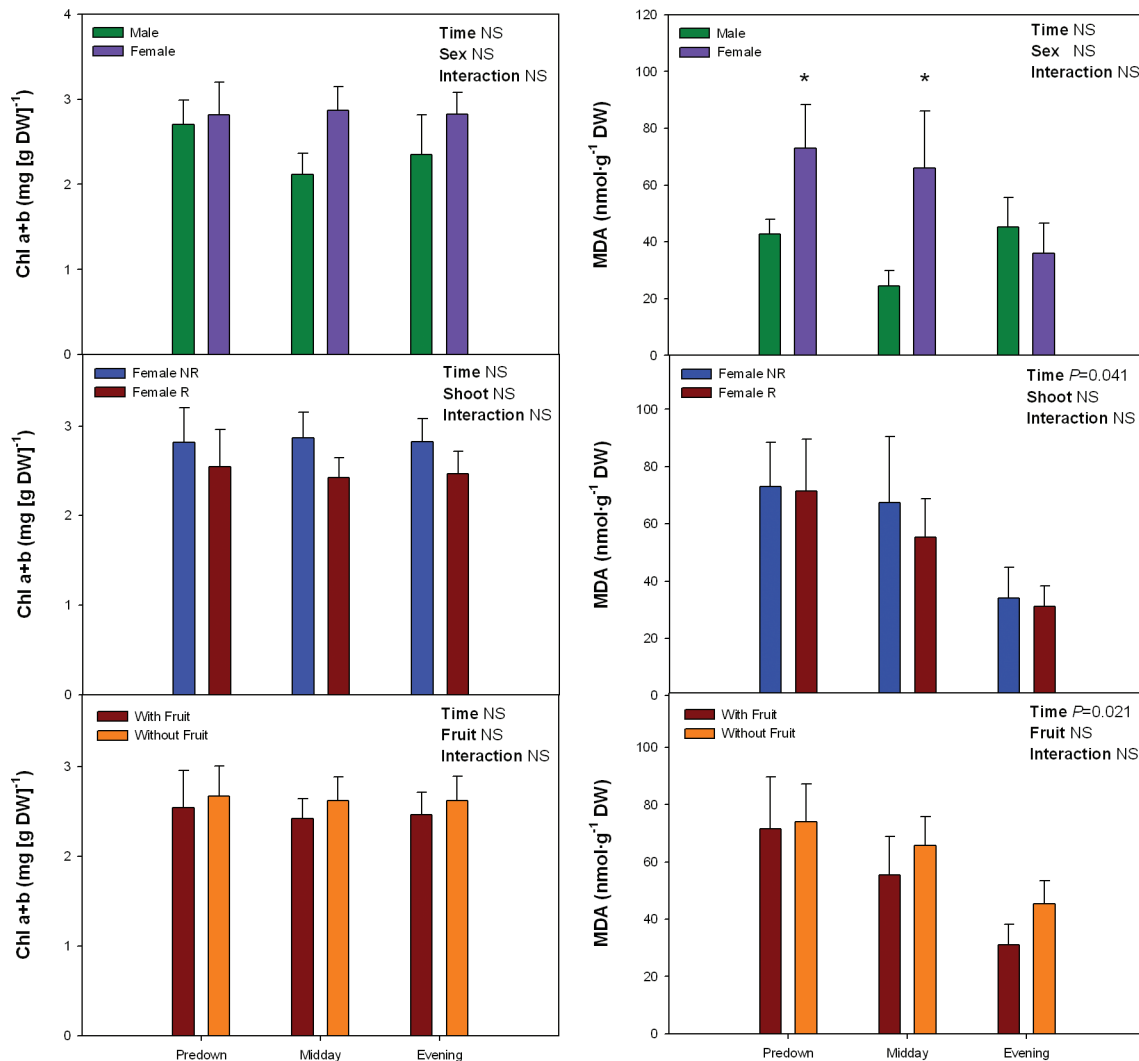 4
3
2
1
0
Chl a+b (mg [g DW]-1)
Male
Female
Time NS
Sex NS
Interaction NS
120
100
80
60
40
20
0
MDA (nmol·g-1 DW)
Male
Female
Time NS
Sex NS
Interaction NS
*
*
3
2
1
0
Chl a+b (mg [g DW]-1)
Female NR
Female R
Time NS
Shoot NS
Interaction NS
100
80
60
40
20
0
MDA (nmol·g-1 DW)
Female NR
Female R
Time P=0.041
Shoot NS
Interaction NS
3
2
1
0
Chl a+b (mg [g DW]-1)
With Fruit
Without Fruit
Time NS
Fruit NS
Interaction NS
Predown Midday Evening
100
80
60
40
20
0
MDA (nmol·g-1 DW)
With Fruit
Without Fruit
Time P=0.021
Fruit NS
Interaction NS
Predown Midday Evening